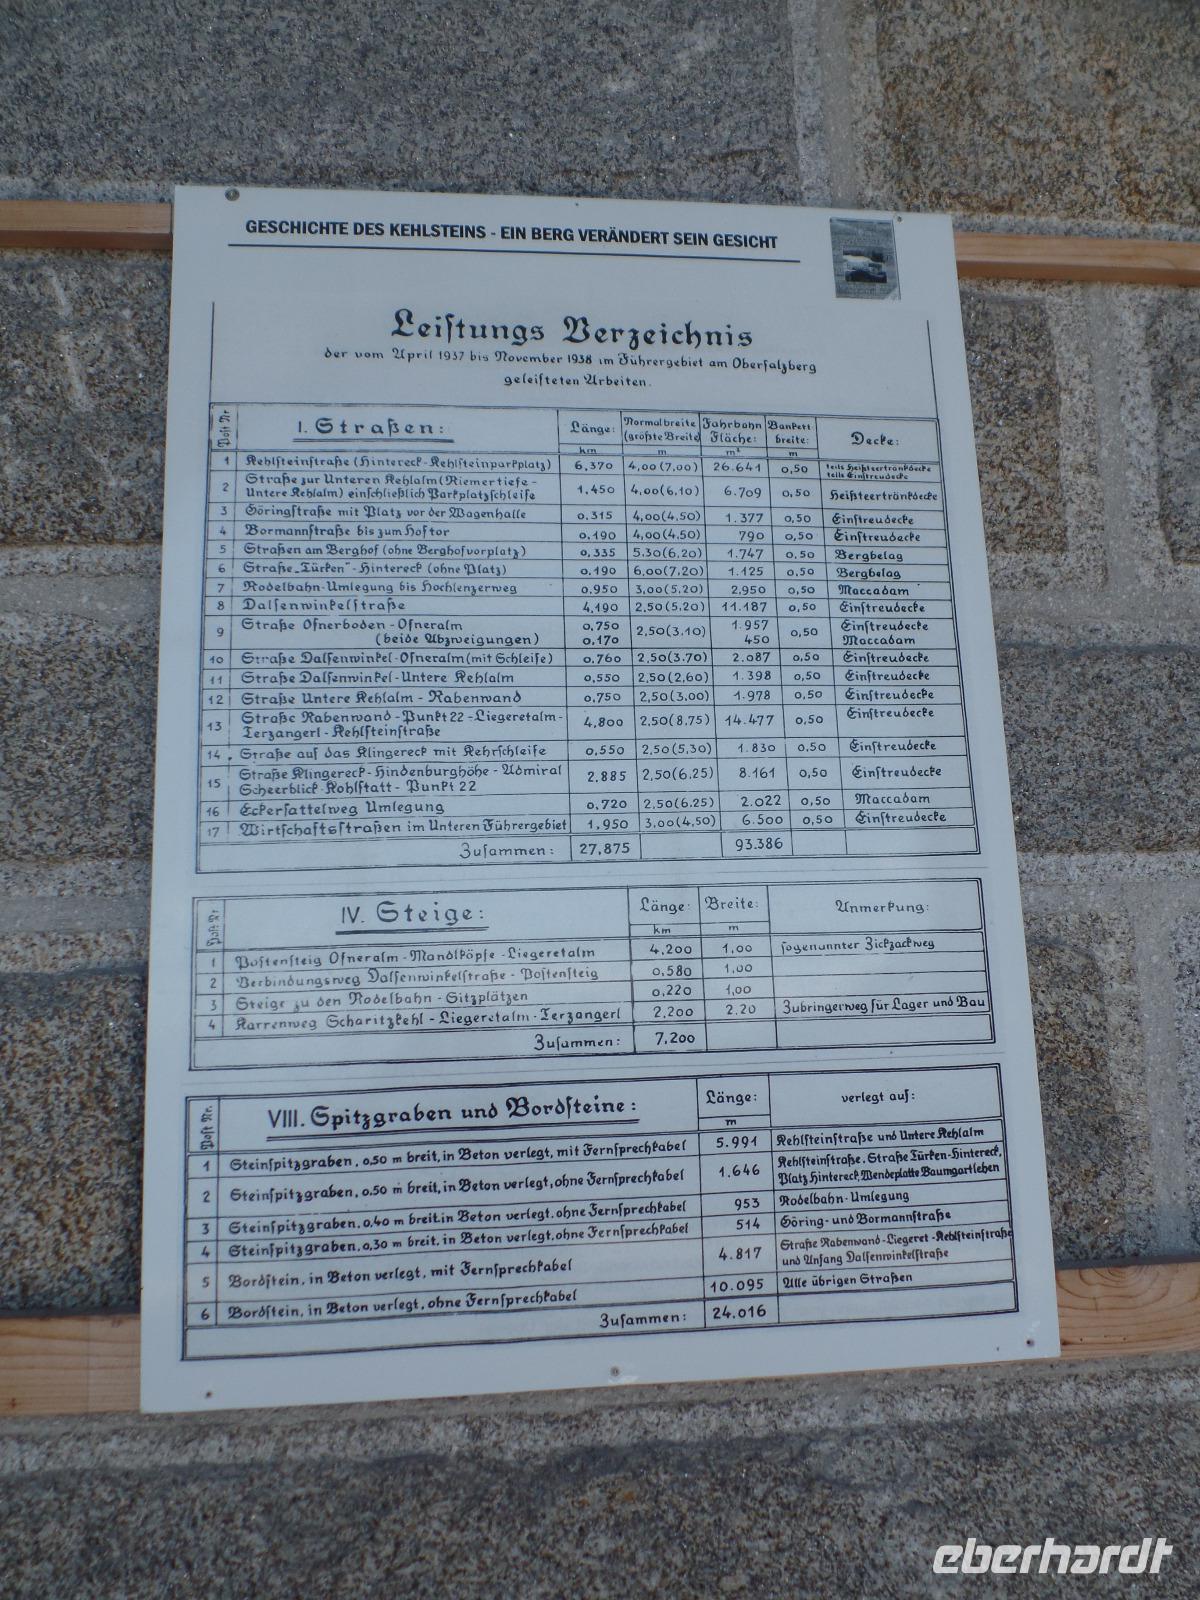 GESCHICHTE DES KEHLSTEINS - EIN BERG VERÄNDERT SEIN GESICHT
Leistungs Verzeichnis
der vom April 1937 bis November 1938 im Führergebiet am Obersalzberg
geleisteten Arbeiten.
Post Nr. I. Straßen: Länge: Normalbreite (größte Breite) Fahrbahn Fläche: Bankett breite: Decke:
km m m² m
1 Kehlsteinstraße (Hintereck-Kehlsteinparkplatz) 6,370 4,00(7,00) 26.641 0,50 teils Heißteertränkdecke teils Einstreudecke
2 Straße zur Unteren Kehlalm (Riemertiefe -
Untere Kehlalm) einschließlich Parkplatzschleife 1,450 4,00(6,10) 6.709 0,50 Heißteertränkdecke
3 Göringstraße mit Platz vor der Wagenhalle 0,315 4,00(4,50) 1.377 0,50 Einstreudecke
4 Bormannstraße bis zum Hoftor 0,190 4,00(4,50) 790 0,50 Einstreudecke
5 Straßen am Berghof (ohne Berghofvorplatz) 0,335 5.30(6,20) 1.747 0,50 Bergbelag
6 Straße „Türken"-Hintereck (ohne Platz) 0,190 6,00(7,20) 1.125 0,50 Bergbelag
7 Rodelbahn-Umlegung bis Hochlenzerweg 0,950 3,00(5,20) 2,950 0,50 Maccadam
8 Dalsenwinkelstraße 4,190 2,50(5,20) 11.187 0,50 Einstreudecke
9 Straße Ofnerboden-Ofneralm 0,750 2,50(3,10) 1.957 0,50 Einstreudecke
(beide Abzweigungen) 0,170 450 Maccadam
10 Straße Dalsenwinkel-Ofneralm (mit Schleife) 0,760 2,50(3,70) 2.087 0,50 Einstreudecke
11 Straße Dalsenwinkel-Untere Kehlalm 0,550 2,50(2,60) 1.398 0,50 Einstreudecke
12 Straße Untere Kehlalm - Rabenwand 0,750 2,50(3,00) 1.978 0,50 Einstreudecke
13 Straße Rabenwand-Punkt 22-Liegeretalm-
Terzangerl-Kehlsteinstraße 4,800 2,50(8,75) 14.477 0,50 Einstreudecke
14 Straße auf das Klingereck mit Kehrschleife 0,550 2,50(5,30) 1.830 0,50 Einstreudecke
15 Straße Klingereck-Hindenburghöhe-Admiral
Scheerblick-Kohlstatt-Punkt 22 2,885 2,50(6,25) 8.161 0,50 Einstreudecke
16 Eckersattelweg Umlegung 0,720 2,50(6,25) 2.022 0,50 Maccadam
17 Wirtschaftsstraßen im Unteren Führergebiet 1,950 3,00(4,50) 6.500 0,50 Einstreudecke
Zusammen: 27,875 93.386
Post Nr. IV. Steige: Länge: Breite: Anmerkung:
km m
1 Postensteig Ofneralm-Mandlköpfe-Liegeretalm 4,200 1,00 sogenannter Zickzackweg
2 Verbindungsweg Dalsenwinkelstraße - Postensteig 0,580 1,00
3 Steige zu den Rodelbahn-Sitzplätzen 0,220 1,00
4 Karrenweg Scharitzkehl-Liegeretalm-Terzangerl 2,200 2.20 Zubringerweg für Lager und Bau
Zusammen: 7,200
Post Nr. VIII. Spitzgraben und Bordsteine: Länge: verlegt auf:
m
1 Steinspitzgraben, 0,50 m breit, in Beton verlegt, mit Fernsprechkabel 5.991 Kehlsteinstraße und Untere Kehlalm
2 Steinspitzgraben, 0,50 m breit, in Beton verlegt, ohne Fernsprechkabel 1.646 Kehlsteinstraße, Straße Türken-Hintereck,
Platz Hintereck, Wendeplatte Baumgartleben
3 Steinspitzgraben, 0,40 m breit, in Beton verlegt, ohne Fernsprechkabel 953 Rodelbahn-Umlegung
4 Steinspitzgraben, 0,30 m breit, in Beton verlegt, ohne Fernsprechkabel 514 Göring- und Bormannstraße
5 Bordstein, in Beton verlegt, mit Fernsprechkabel 4.817 Straße Rabenwand-Liegeret-Kehlsteinstraße
und Anfang Dalsenwinkelstraße
6 Bordstein, in Beton verlegt, ohne Fernsprechkabel 10.095 Alle übrigen Straßen
Zusammen: 24.016
eberhardt